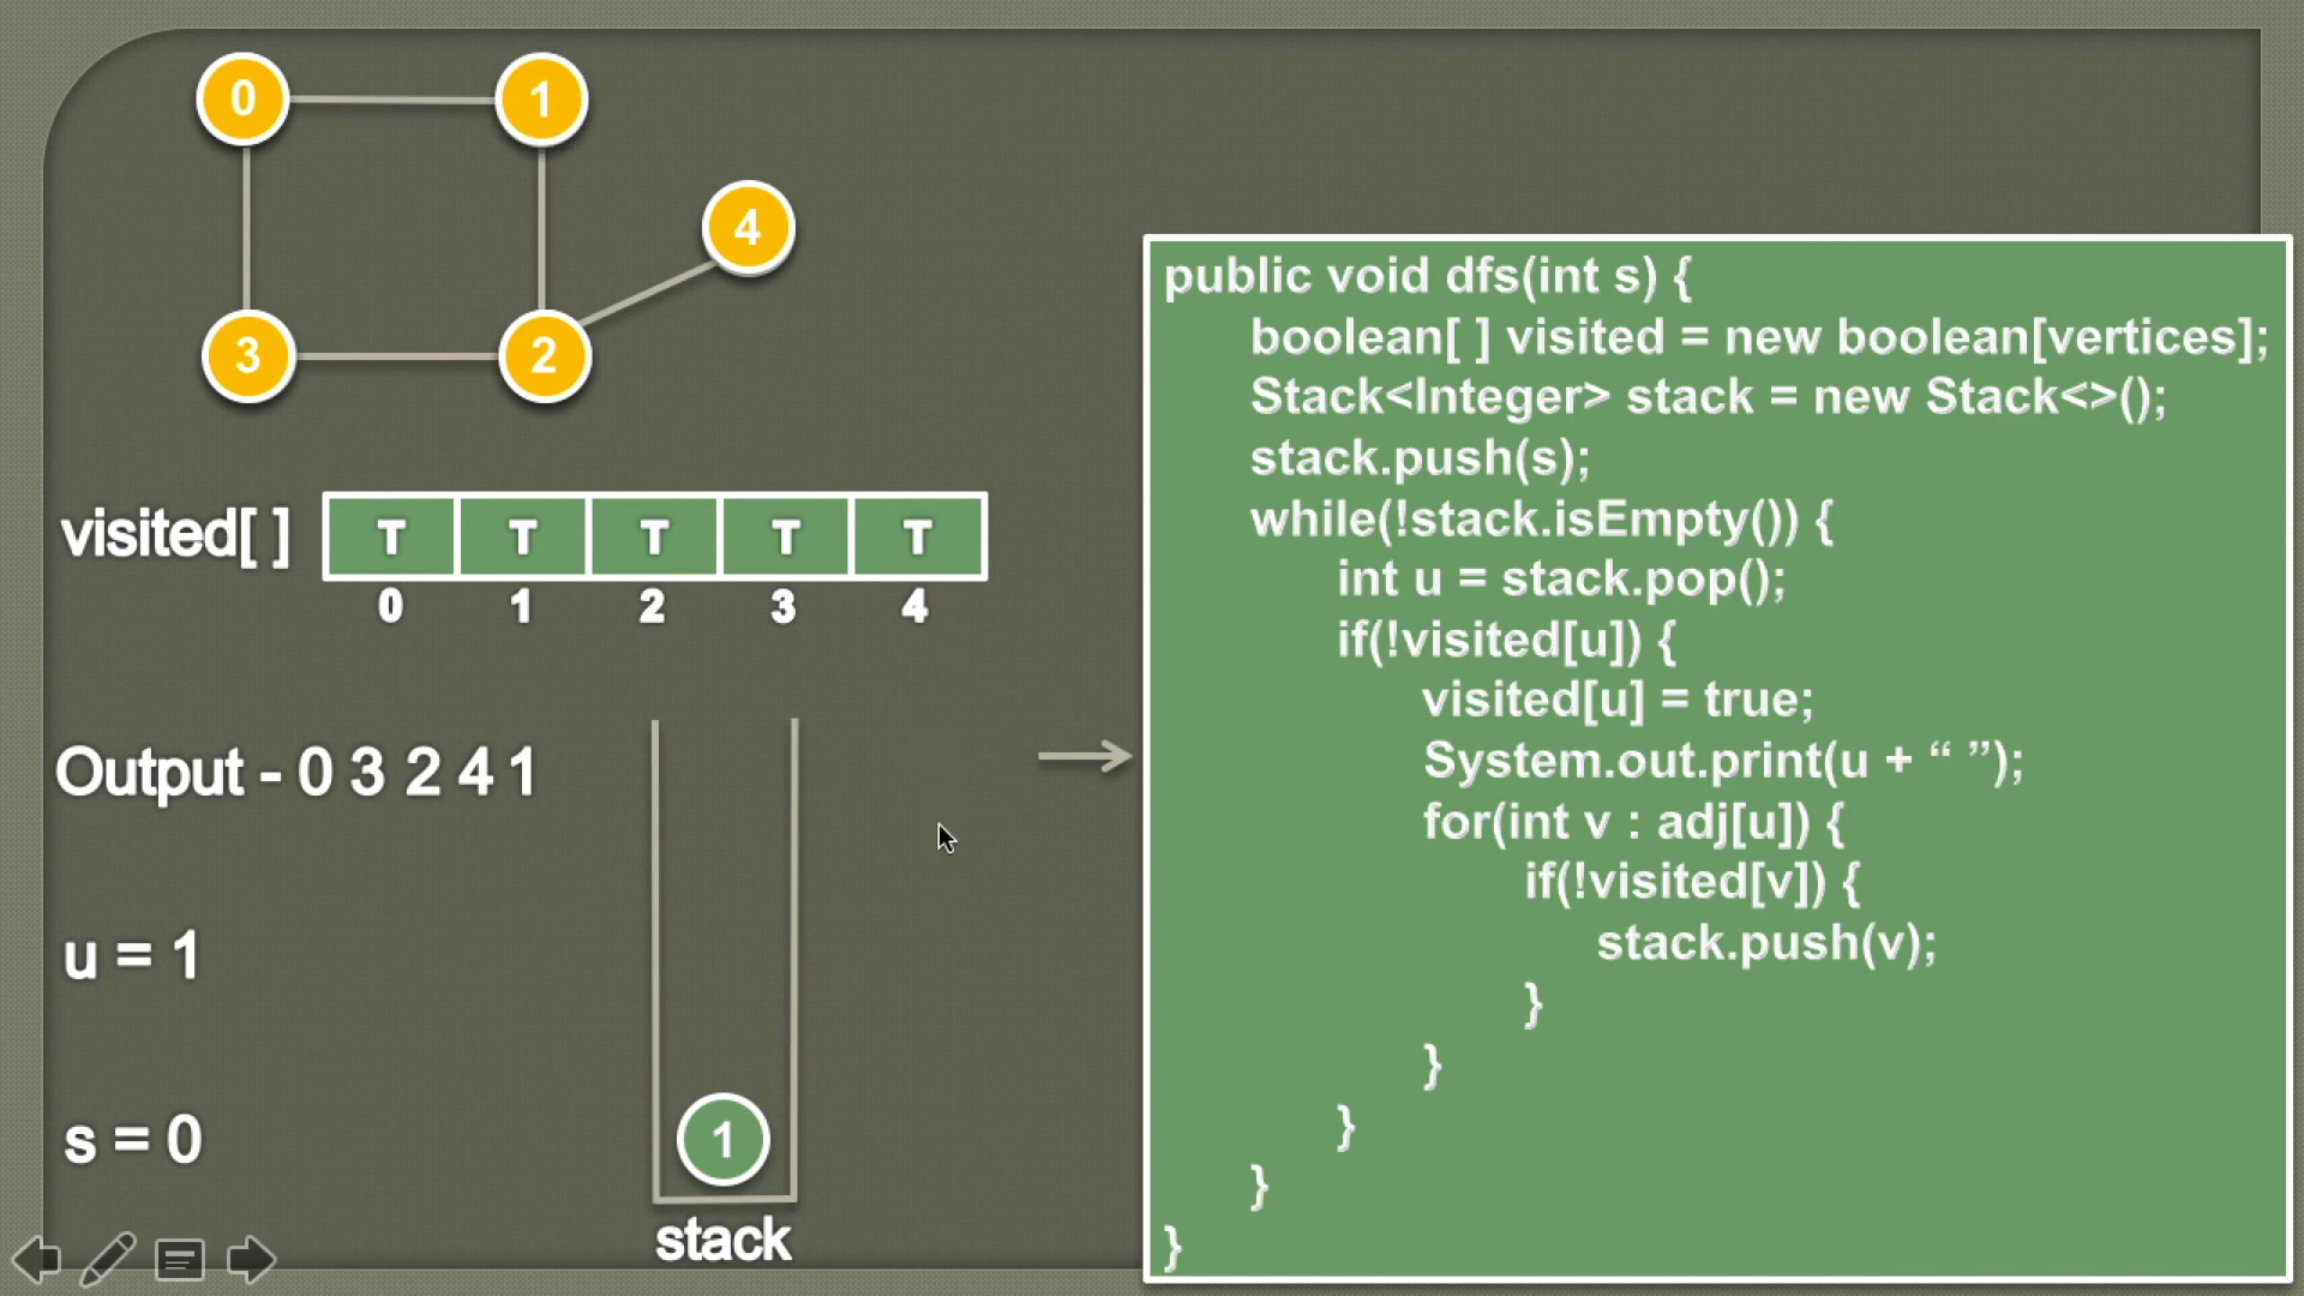 0 1
4
3 2
visited[ ] T T T T T
0 1 2 3 4
Output - 0 3 2 4 1
u = 1
s = 0
1
stack
public void dfs(int s) {
boolean[ ] visited = new boolean[vertices];
Stack<Integer> stack = new Stack<>();
stack.push(s);
while(!stack.isEmpty()) {
int u = stack.pop();
if(!visited[u]) {
visited[u] = true;
System.out.print(u + “ ”);
for(int v : adj[u]) {
if(!visited[v]) {
stack.push(v);
}
}
}
}
}